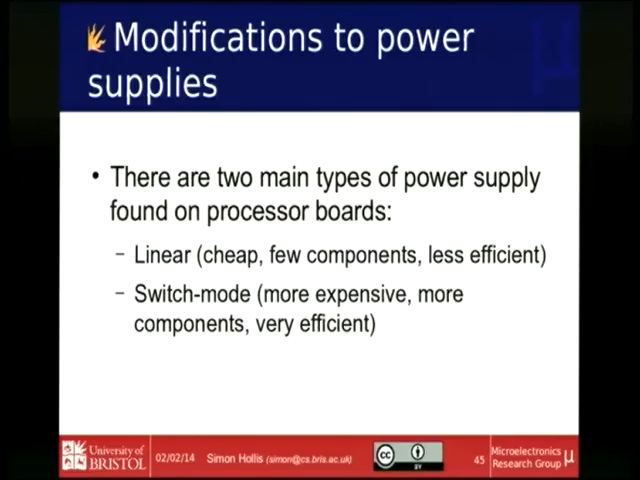 Modifications to power
supplies
• There are two main types of power supply
found on processor boards:
– Linear (cheap, few components, less efficient)
– Switch-mode (more expensive, more
components, very efficient)
University of
BRISTOL
02/02/14
Simon Hollis (simon@cs.bris.ac.uk)
cc
BY
45
Microelectronics
Research Group
μ